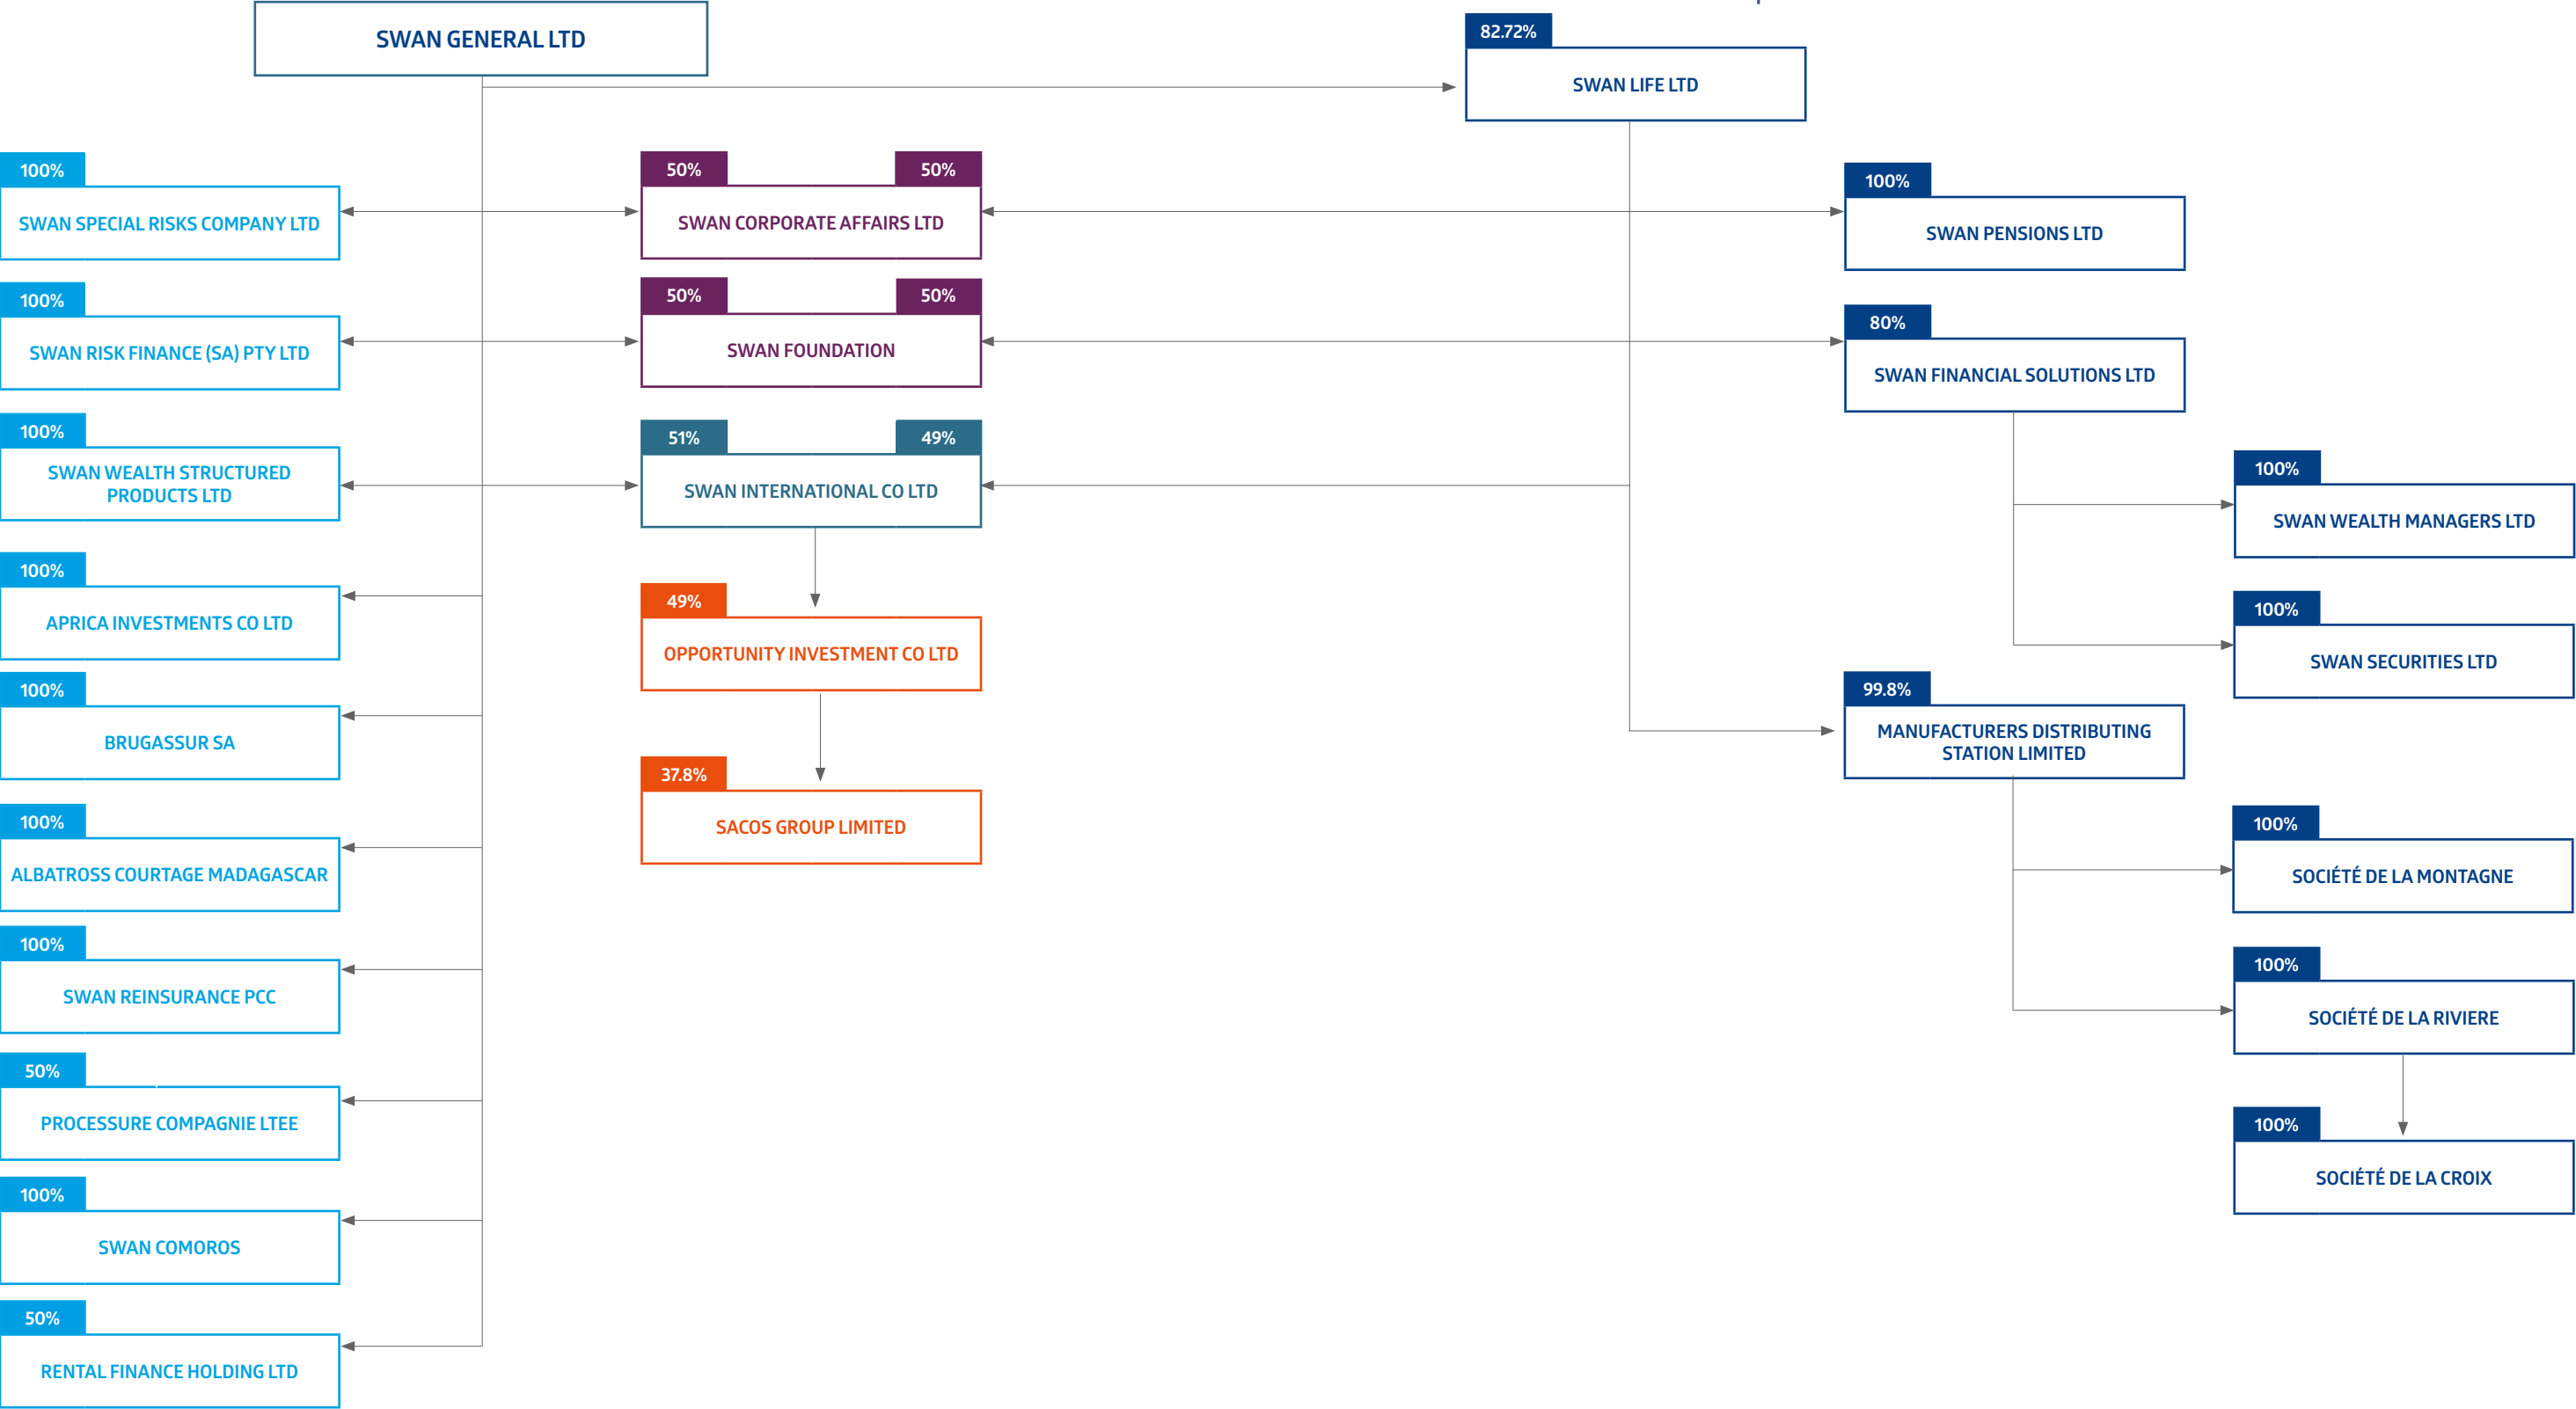 SWAN GENERAL LTD
82.72%
SWAN LIFE LTD
100%
SWAN SPECIAL RISKS COMPANY LTD
50%
50%
SWAN CORPORATE AFFAIRS LTD
100%
SWAN PENSIONS LTD
100%
SWAN RISK FINANCE (SA) PTY LTD
50%
50%
SWAN FOUNDATION
80%
SWAN FINANCIAL SOLUTIONS LTD
100%
SWAN WEALTH STRUCTURED
PRODUCTS LTD
51%
49%
SWAN INTERNATIONAL CO LTD
100%
SWAN WEALTH MANAGERS LTD
100%
APRICA INVESTMENTS CO LTD
49%
OPPORTUNITY INVESTMENT CO LTD
100%
SWAN SECURITIES LTD
100%
BRUGASSUR SA
99.8%
MANUFACTURERS DISTRIBUTING
STATION LIMITED
37.8%
SACOS GROUP LIMITED
100%
ALBATROSS COURTAGE MADAGASCAR
100%
SOCIÉTÉ DE LA MONTAGNE
100%
SWAN REINSURANCE PCC
100%
SOCIÉTÉ DE LA RIVIERE
50%
PROCESSURE COMPAGNIE LTEE
100%
SOCIÉTÉ DE LA CROIX
100%
SWAN COMOROS
50%
RENTAL FINANCE HOLDING LTD